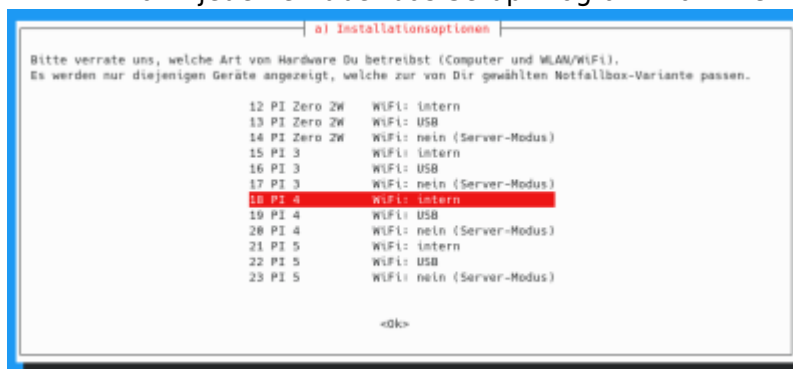 a) Installationsoptionen
Bitte verrate uns, welche Art von Hardware Du betreibst (Computer und WLAN/WiFi).
Es werden nur diejenigen Geräte angezeigt, welche zur von Dir gewählten Notfallbox-Variante passen.
12 PI Zero 2W WiFi: intern
13 PI Zero 2W WiFi: USB
14 PI Zero 2W WiFi: nein (Server-Modus)
15 PI 3 WiFi: intern
16 PI 3 WiFi: USB
17 PI 3 WiFi: nein (Server-Modus)
18 PI 4 WiFi: intern
19 PI 4 WiFi: USB
20 PI 4 WiFi: nein (Server-Modus)
21 PI 5 WiFi: intern
22 PI 5 WiFi: USB
23 PI 5 WiFi: nein (Server-Modus)
<Ok>